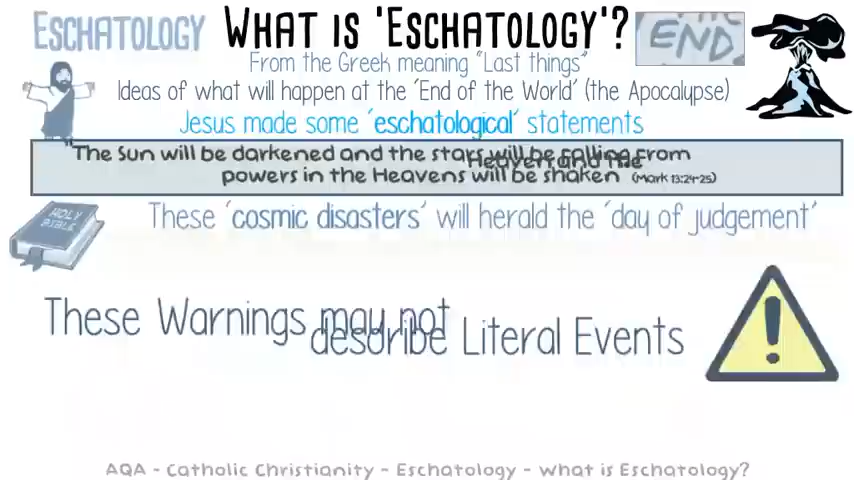 ESCHATOLOGY WHAT IS 'ESCHATOLOGY'? END
From the Greek meaning "Last things"
Ideas of what will happen at the 'End of the World' (the Apocalypse)
Jesus made some 'eschatological' statements
"The Sun will be darkened and the stars will be falling from
Heaven and the
powers in the Heavens will be shaken (Mark 13:24-25)
HOLY BIBLE
These 'cosmic disasters' will herald the 'day of judgement'
These Warnings may not
describe Literal Events
AQA - Catholic Christianity - Eschatology - What is Eschatology?